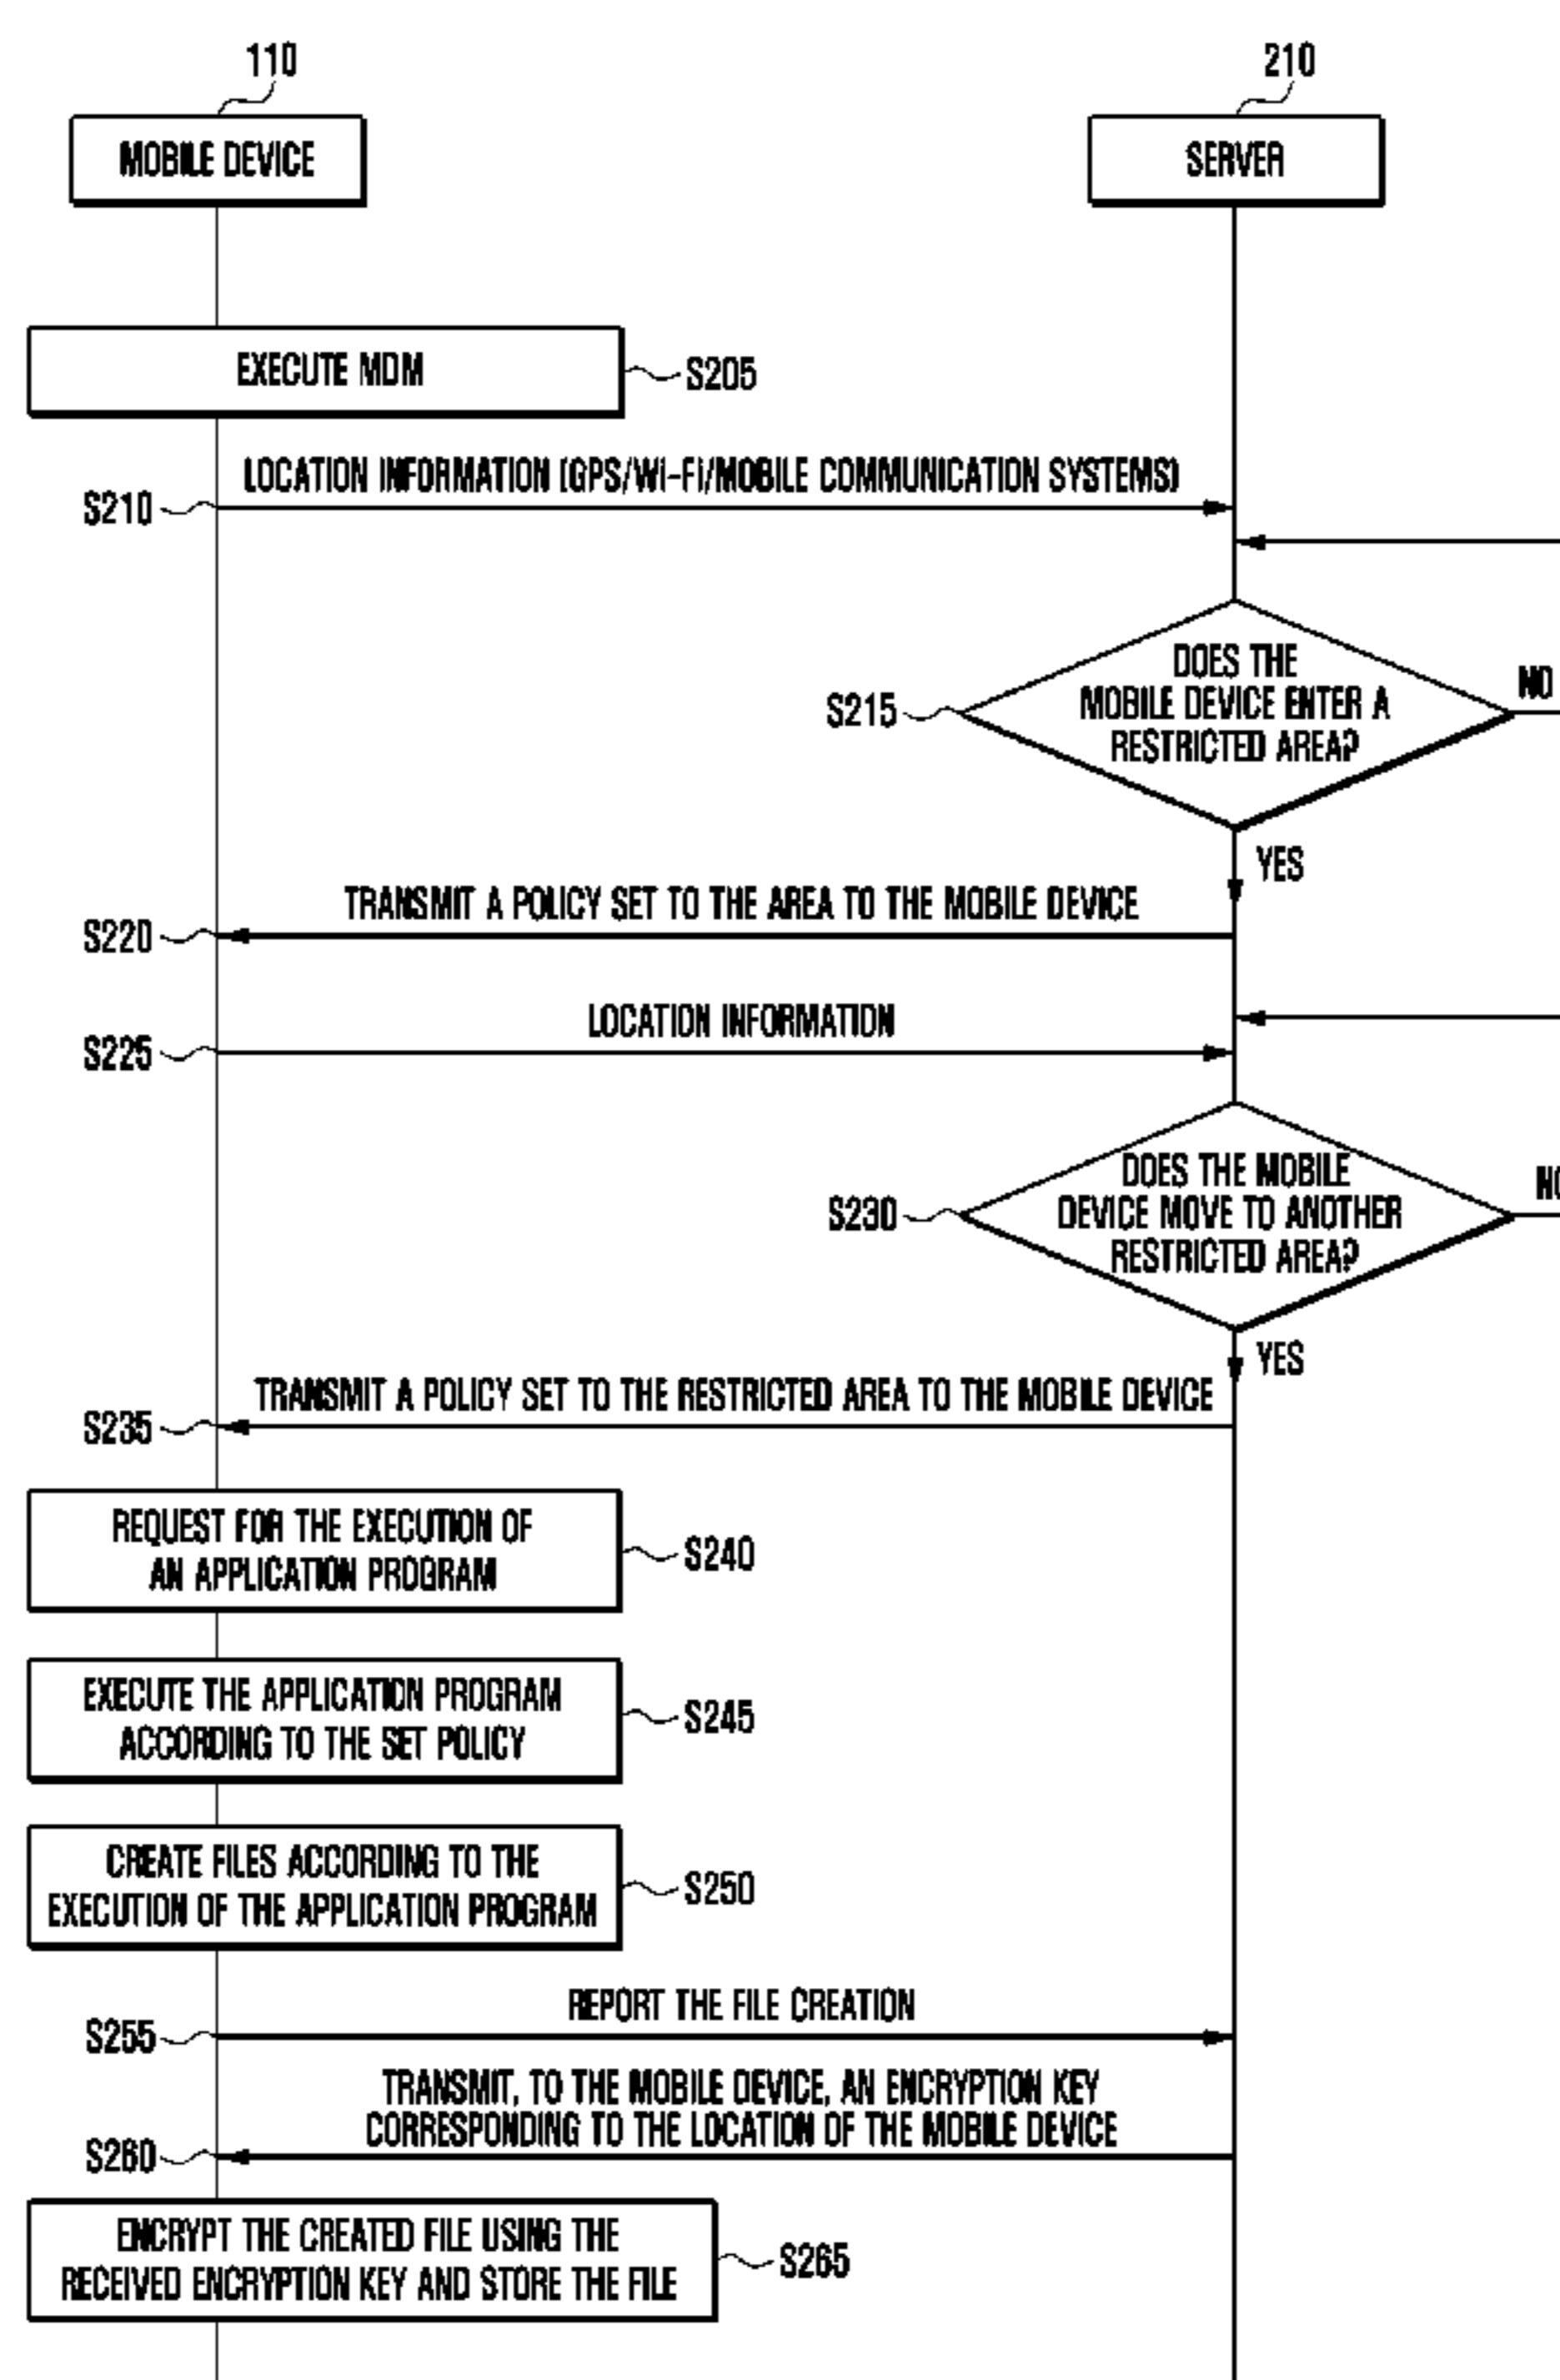 110
210
MOBILE DEVICE
SERVER
EXECUTE MDM
S205
LOCATION INFORMATION (GPS/Wi-Fi/MOBILE COMMUNICATION SYSTEMS)
S210
DOES THE
MOBILE DEVICE ENTER A
RESTRICTED AREA?
S215
NO
YES
TRANSMIT A POLICY SET TO THE AREA TO THE MOBILE DEVICE
S220
LOCATION INFORMATION
S225
DOES THE MOBILE
DEVICE MOVE TO ANOTHER
RESTRICTED AREA?
S230
NO
YES
TRANSMIT A POLICY SET TO THE RESTRICTED AREA TO THE MOBILE DEVICE
S235
REQUEST FOR THE EXECUTION OF
AN APPLICATION PROGRAM
S240
EXECUTE THE APPLICATION PROGRAM
ACCORDING TO THE SET POLICY
S245
CREATE FILES ACCORDING TO THE
EXECUTION OF THE APPLICATION PROGRAM
S250
REPORT THE FILE CREATION
S255
TRANSMIT, TO THE MOBILE DEVICE, AN ENCRYPTION KEY
CORRESPONDING TO THE LOCATION OF THE MOBILE DEVICE
S260
ENCRYPT THE CREATED FILE USING THE
RECEIVED ENCRYPTION KEY AND STORE THE FILE
S265